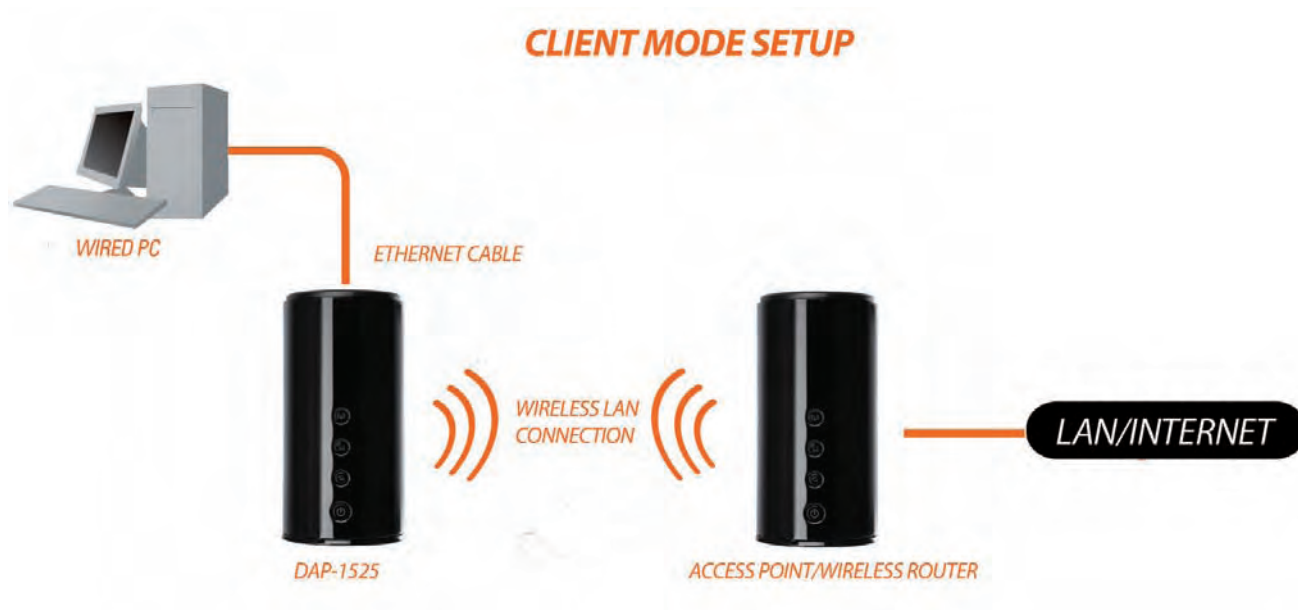 CLIENT MODE SETUP
WIRED PC
ETHERNET CABLE
WIRELESS LAN
CONNECTION
LAN/INTERNET
DAP-1525
ACCESS POINT/WIRELESS ROUTER